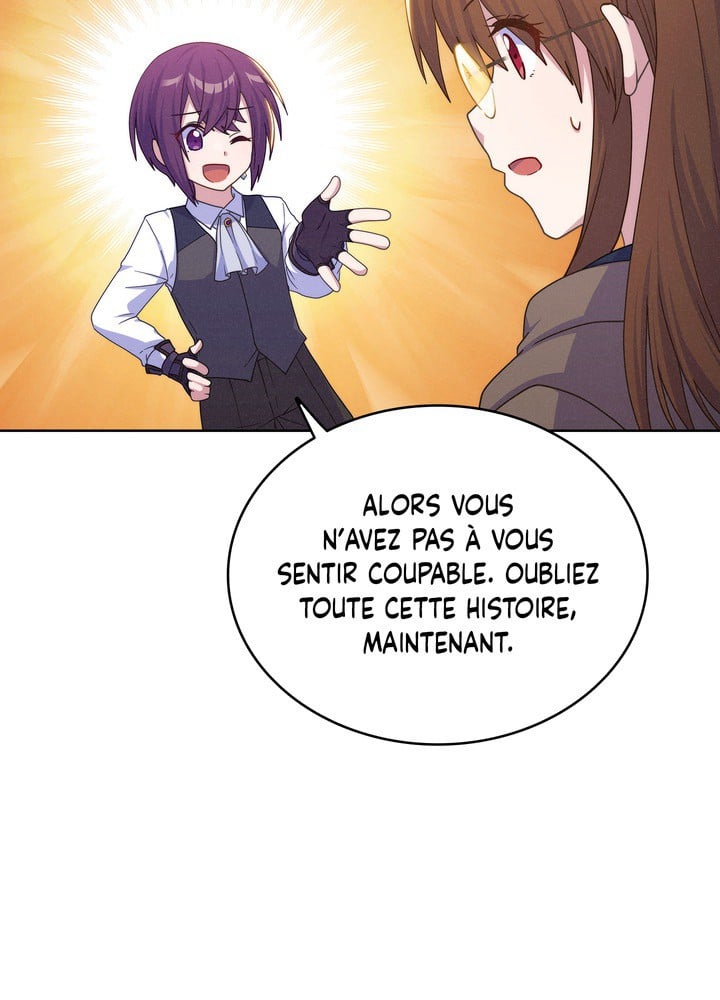 ALORS VOUS
N'AVEZ PAS À VOUS
SENTIR COUPABLE. OUBLIEZ
TOUTE CETTE HISTOIRE,
MAINTENANT.